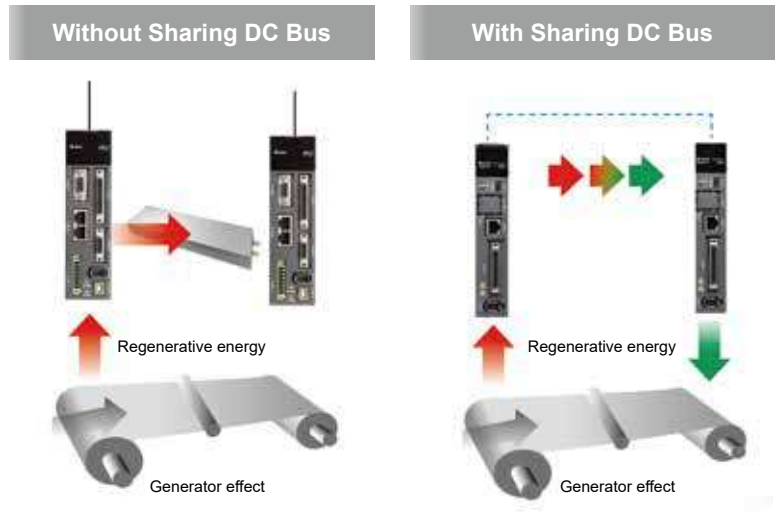 Without Sharing DC Bus
With Sharing DC Bus
Regenerative energy
Regenerative energy
Generator effect
Generator effect